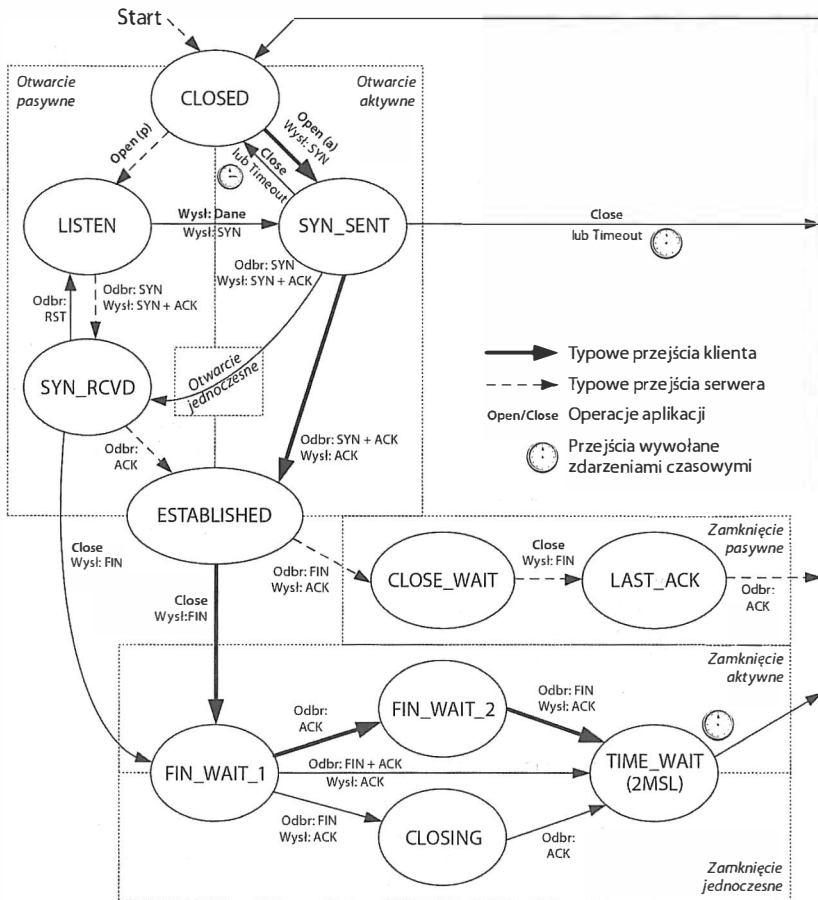 Start
Otwarcie
pasywne
Otwarcie
aktywne
CLOSED
Open (p)
Open (a)
Wysł: SYN
Close
lub Timeout
LISTEN
Wysł: Dane
Wysł: SYN
SYN_SENT
Close
lub Timeout
Odbr:
RST
Odbr: SYN
Wysł: SYN + ACK
Odbr: SYN
Wysł: SYN + ACK
SYN_RCVD
Otwarcie
jednoczesne
Typowe przejścia klienta
Typowe przejścia serwera
Open/Close Operacje aplikacji
Przejścia wywołane
zdarzeniami czasowymi
Odbr:
ACK
Odbr: SYN + ACK
Wysł: ACK
ESTABLISHED
Zamknięcie
pasywne
Close
Wysł: FIN
Odbr: FIN
Wysł: ACK
CLOSE_WAIT
Close
Wysł: FIN
LAST_ACK
Odbr:
ACK
Close
Wysł:FIN
Zamknięcie
aktywne
Odbr:
ACK
FIN_WAIT_2
Odbr: FIN
Wysł: ACK
FIN_WAIT_1
Odbr: FIN + ACK
Wysł: ACK
TIME_WAIT
(2MSL)
Odbr: FIN
Wysł: ACK
CLOSING
Odbr:
ACK
Zamknięcie
jednoczesne